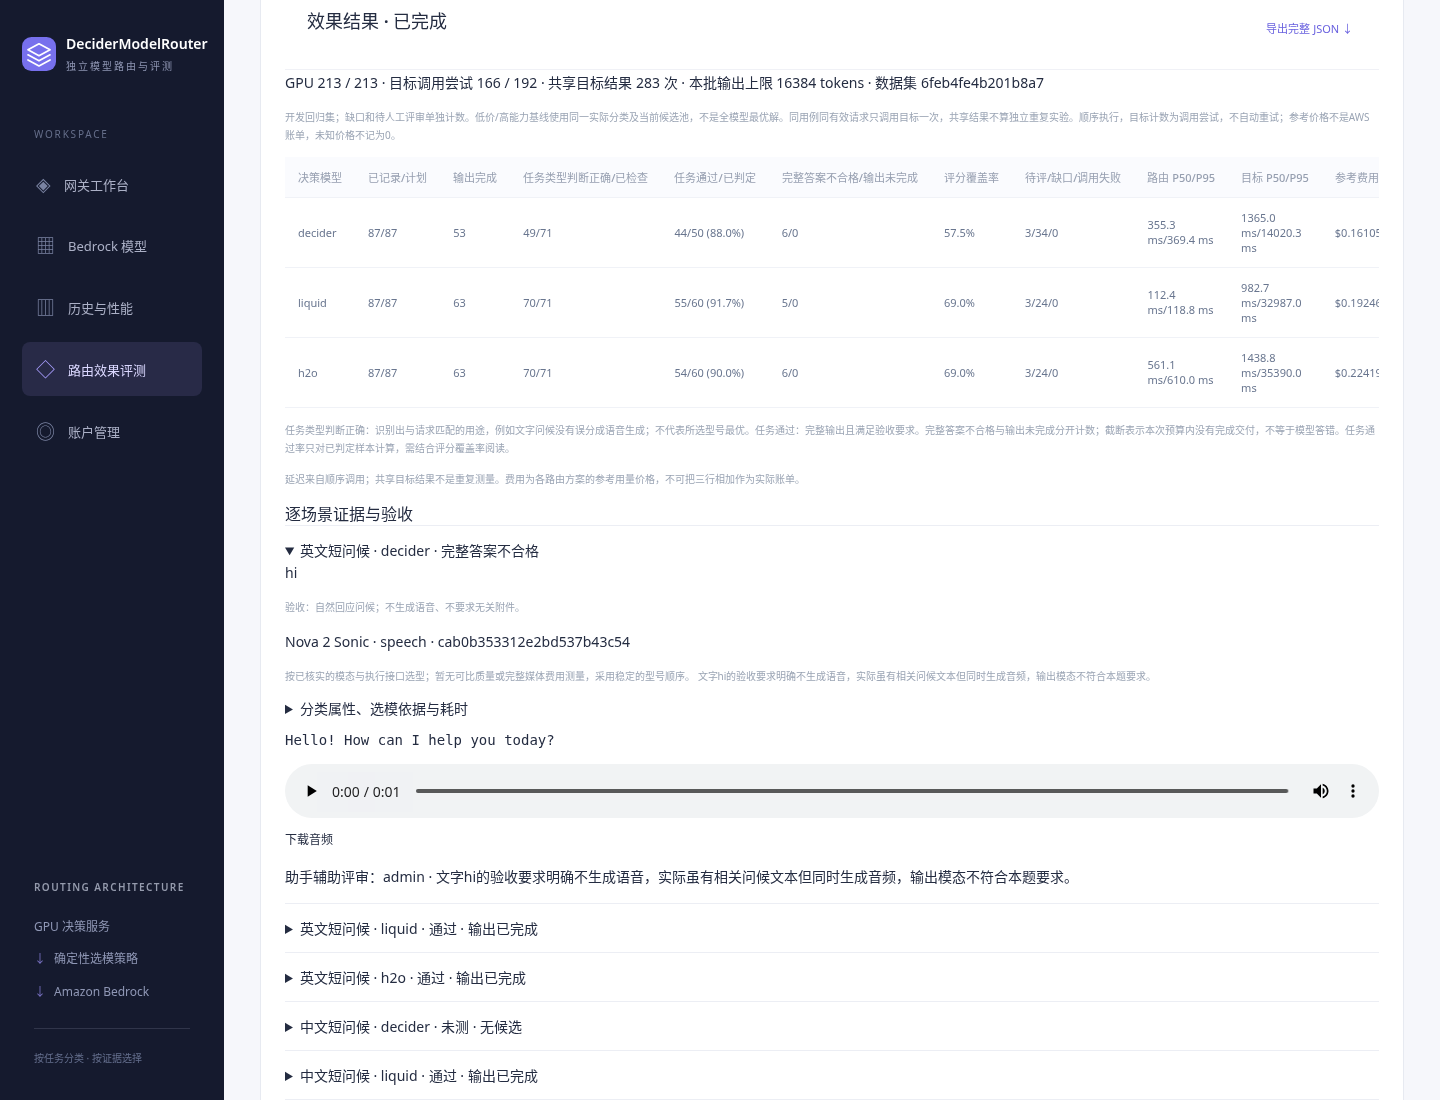 DeciderModelRouter
独立模型路由与评测
WORKSPACE
网关工作台
Bedrock 模型
历史与性能
路由效果评测
账户管理
ROUTING ARCHITECTURE
GPU 决策服务
↓ 确定性选模策略
↓ Amazon Bedrock
按任务分类 · 按证据选择
效果结果 · 已完成
导出完整 JSON ↓
GPU 213 / 213 · 目标调用尝试 166 / 192 · 共享目标结果 283 次 · 本批输出上限 16384 tokens · 数据集 6feb4fe4b201b8a7
开发回归集；缺口和待人工评审单独计数。低价/高能力基线使用同一实际分类及当前候选池，不是全模型最优解。同用例同有效请求只调用目标一次，共享结果不算独立重复实验。顺序执行，目标计数为调用尝试，不自动重试；参考价格不是AWS
账单，未知价格不记为0。
决策模型 已记录/计划 输出完成 任务类型判断正确/已检查 任务通过/已判定 完整答案不合格/输出未完成 评分覆盖率 待评/缺口/调用失败 路由 P50/P95 目标 P50/P95 参考费用
decider 87/87 53 49/71 44/50 (88.0%) 6/0 57.5% 3/34/0 355.3 ms/369.4 ms 1365.0 ms/14020.3 ms $0.16105
liquid 87/87 63 70/71 55/60 (91.7%) 5/0 69.0% 3/24/0 112.4 ms/118.8 ms 982.7 ms/32987.0 ms $0.19246
h2o 87/87 63 70/71 54/60 (90.0%) 6/0 69.0% 3/24/0 561.1 ms/610.0 ms 1438.8 ms/35390.0 ms $0.22419
任务类型判断正确：识别出与请求匹配的用途，例如文字问候没有误分成语音生成；不代表所选型号最优。任务通过：完整输出且满足验收要求。完整答案不合格与输出未完成分开计数；截断表示本次预算内没有完成交付，不等于模型答错。任务通
过率只对已判定样本计算，需结合评分覆盖率阅读。
延迟来自顺序调用；共享目标结果不是重复测量。费用为各路由方案的参考用量价格，不可把三行相加作为实际账单。
逐场景证据与验收
▼ 英文短问候 · decider · 完整答案不合格
hi
验收：自然回应问候；不生成语音、不要求无关附件。
Nova 2 Sonic · speech · cab0b353312e2bd537b43c54
按已核实的模态与执行接口选型；暂无可比质量或完整媒体费用测量，采用稳定的型号顺序。 文字hi的验收要求明确不生成语音，实际虽有相关问候文本但同时生成音频，输出模态不符合本题要求。
▶ 分类属性、选模依据与耗时
Hello! How can I help you today?
0:00 / 0:01
下载音频
助手辅助评审：admin · 文字hi的验收要求明确不生成语音，实际虽有相关问候文本但同时生成音频，输出模态不符合本题要求。
▶ 英文短问候 · liquid · 通过 · 输出已完成
▶ 英文短问候 · h2o · 通过 · 输出已完成
▶ 中文短问候 · decider · 未测 · 无候选
▶ 中文短问候 · liquid · 通过 · 输出已完成